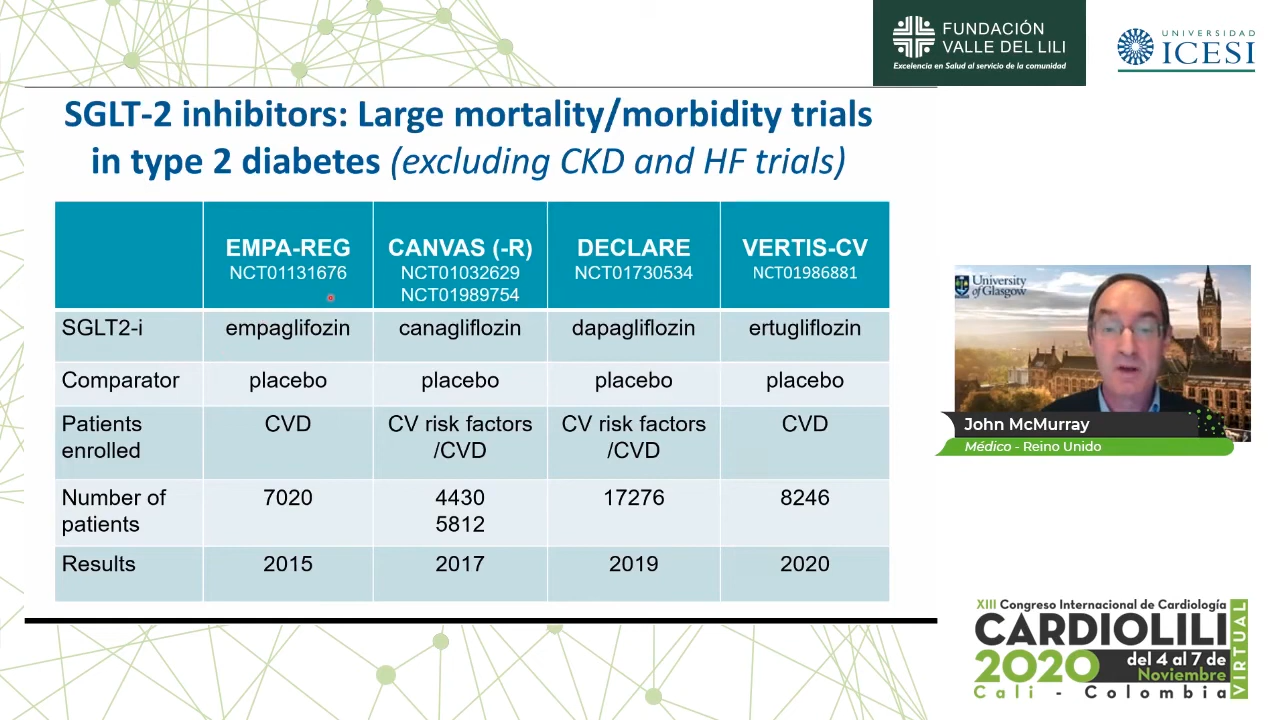 FUNDACIÓN
VALLE DEL LILI
Excelencia en Salud al servicio de la comunidad
UNIVERSIDAD
ICESI
SGLT-2 inhibitors: Large mortality/morbidity trials
in type 2 diabetes (excluding CKD and HF trials)
EMPA-REG
NCT01131676
CANVAS (-R)
NCT01032629
NCT01989754
DECLARE
NCT01730534
VERTIS-CV
NCT01986881
SGLT2-i
empaglifozin
canagliflozin
dapagliflozin
ertugliflozin
Comparator
placebo
placebo
placebo
placebo
Patients
enrolled
CVD
CV risk factors
/CVD
CV risk factors
/CVD
CVD
Number of
patients
7020
4430
5812
17276
8246
Results
2015
2017
2019
2020
University
of Glasgow
John McMurray
Médico - Reino Unido
XIII Congreso Internacional de Cardiología
CARDIOLILI
2020
del 4 al 7 de
Noviembre
Cali - Colombia
VIRTUAL